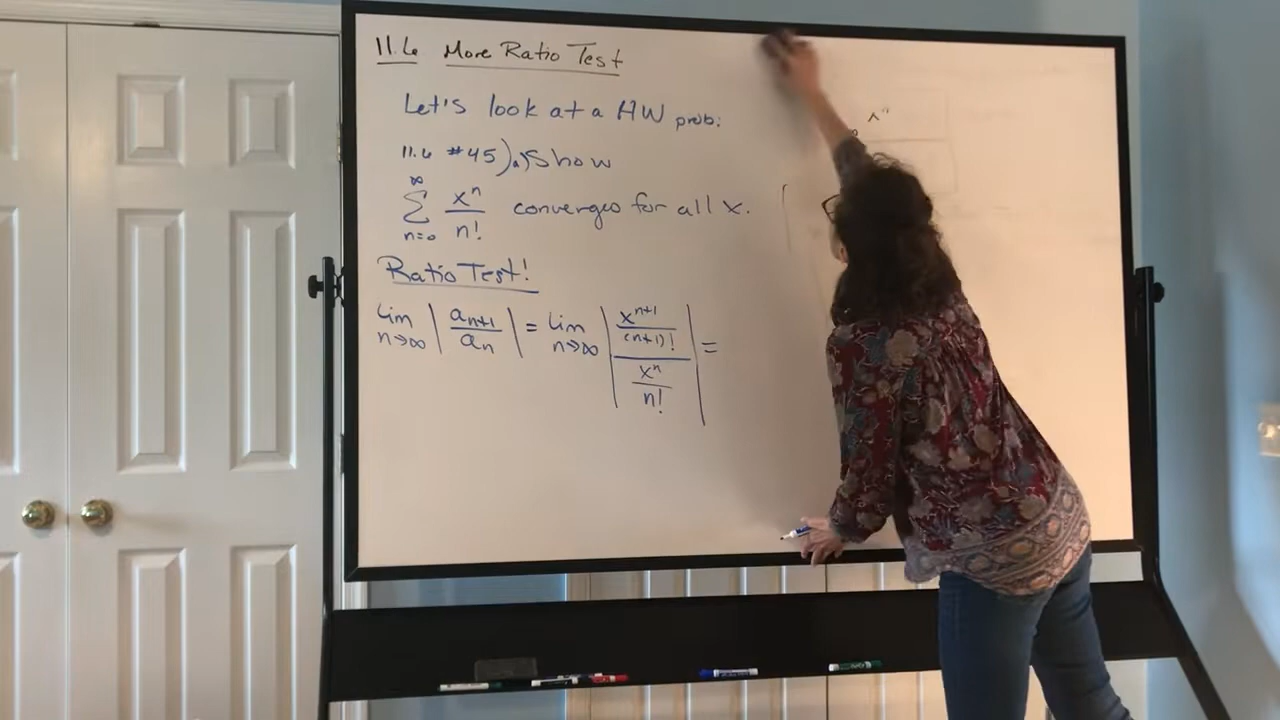 11.6 More Ratio Test
Let's look at a HW prob:
11.6 #45) a) Show
∞
∑ xⁿ/n! converges for all x.
n=0
Ratio Test!
lim n→∞ | aₙ₊₁/aₙ | = lim n→∞ | (xⁿ⁺¹/(n+1)!)/(xⁿ/n!) | =